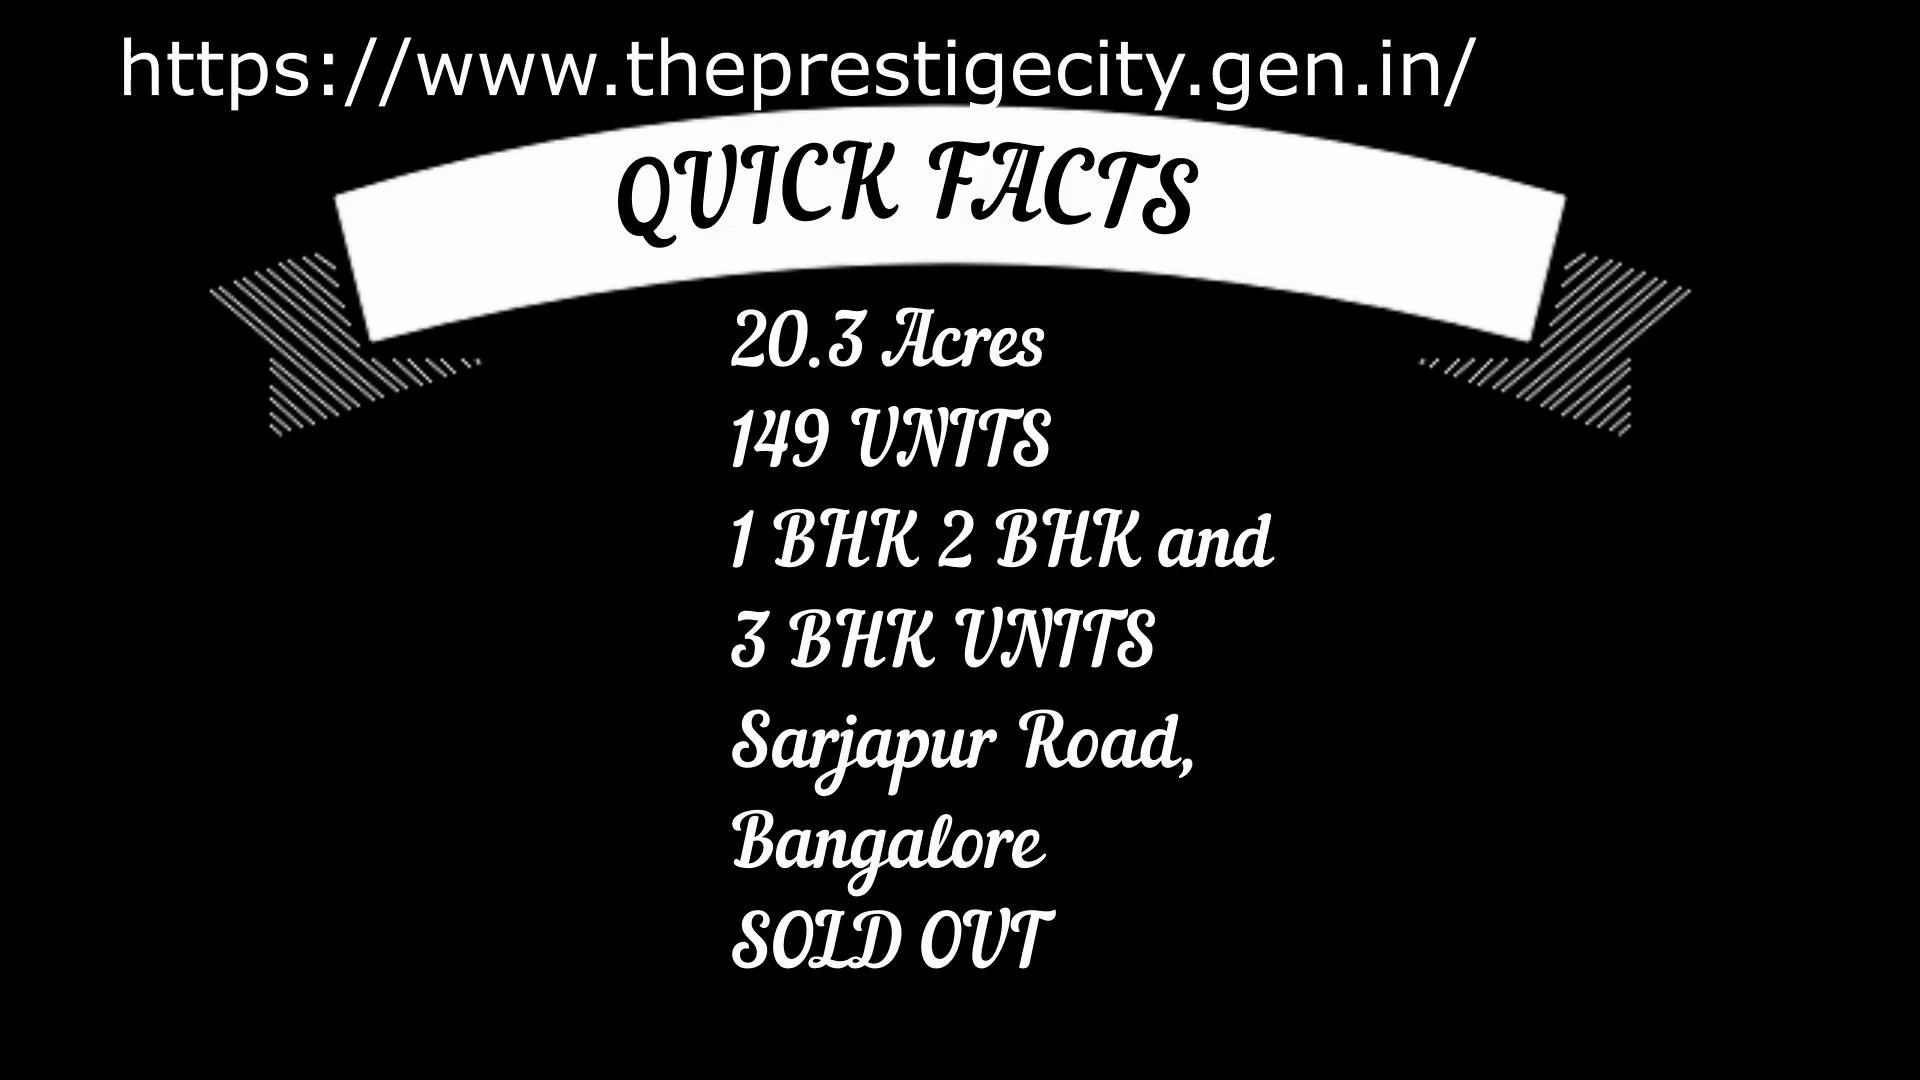 https://www.theprestigecity.gen.in/
QUICK FACTS
20.3 Acres
149 UNITS
1 BHK 2 BHK and
3 BHK UNITS
Sarjapur Road,
Bangalore
SOLD OUT